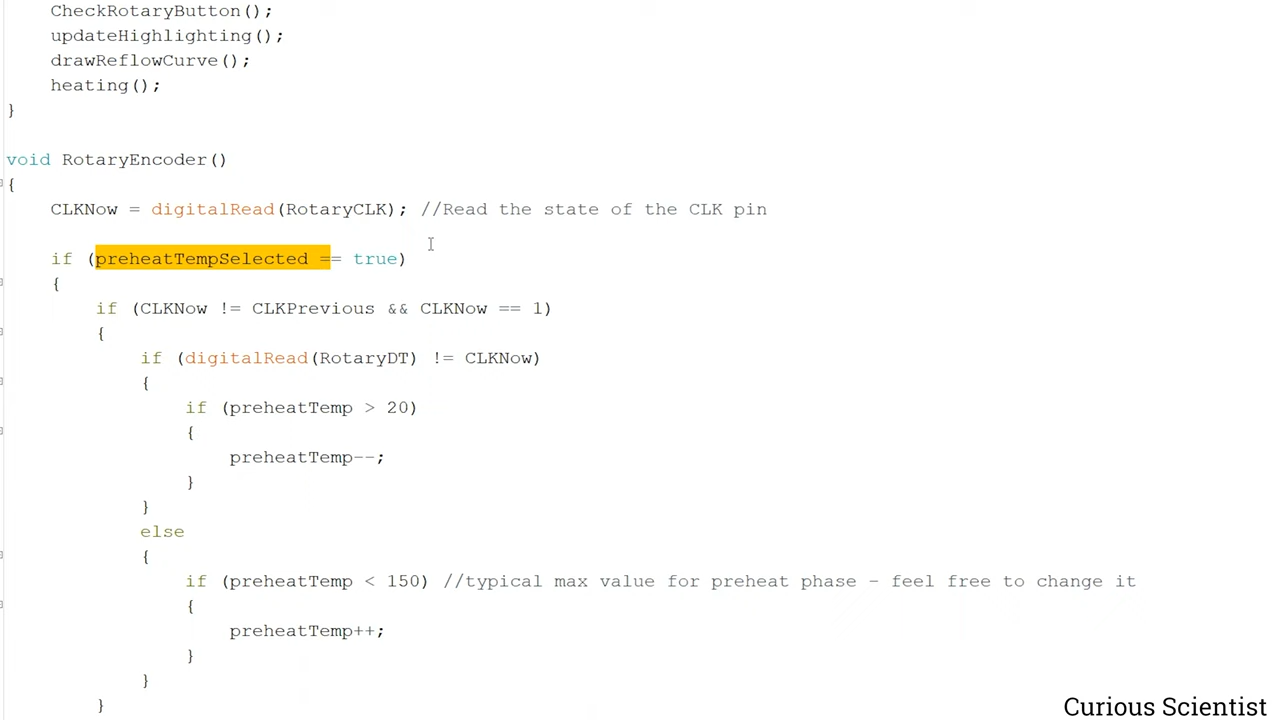 CheckRotaryButton();
updateHighlighting();
drawReflowCurve();
heating();
}
void RotaryEncoder()
{
CLKNow = digitalRead(RotaryCLK); //Read the state of the CLK pin
if (preheatTempSelected == true)
{
if (CLKNow != CLKPrevious && CLKNow == 1)
{
if (digitalRead(RotaryDT) != CLKNow)
{
if (preheatTemp > 20)
{
preheatTemp--;
}
}
else
{
if (preheatTemp < 150) //typical max value for preheat phase - feel free to change it
{
preheatTemp++;
}
}
}
Curious Scientist